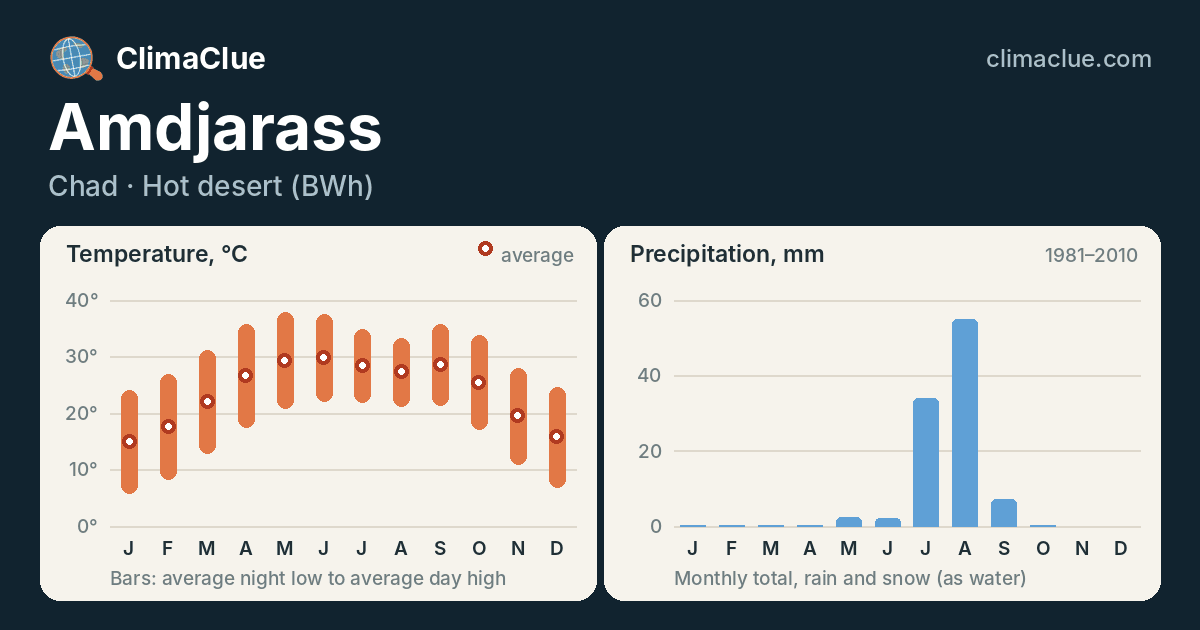 ClimaClue
climaclue.com
Amdjarass
Chad · Hot desert (BWh)
Temperature, °C
average
40°
30°
20°
10°
0°
J F M A M J J A S O N D
Bars: average night low to average day high
Precipitation, mm
1981–2010
60
40
20
0
J F M A M J J A S O N D
Monthly total, rain and snow (as water)